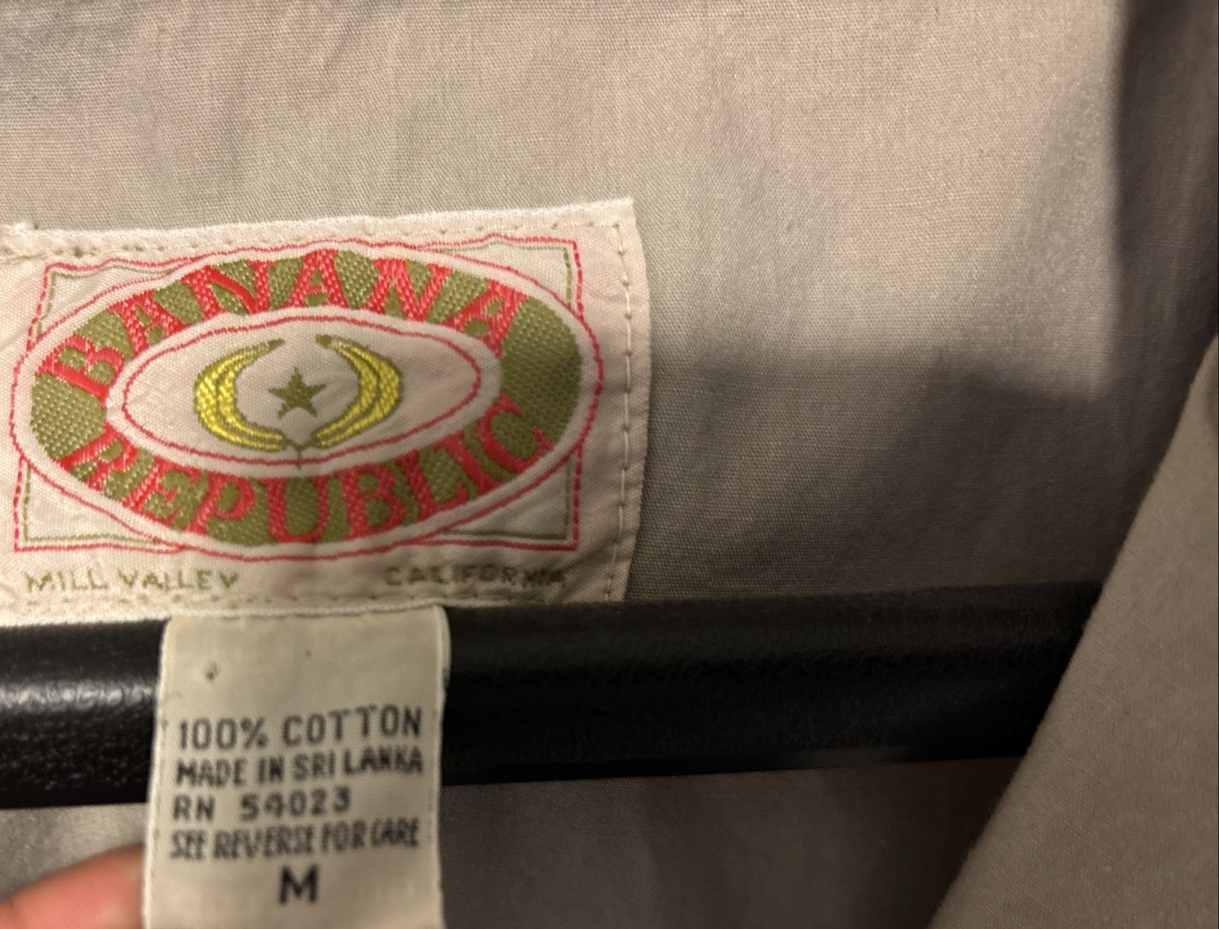 BANANA
REPUBLIC
MILL VALLEY CALIFORNIA
100% COTTON
MADE IN SRI LANKA
RN 54023
SEE REVERSE FOR CARE
M